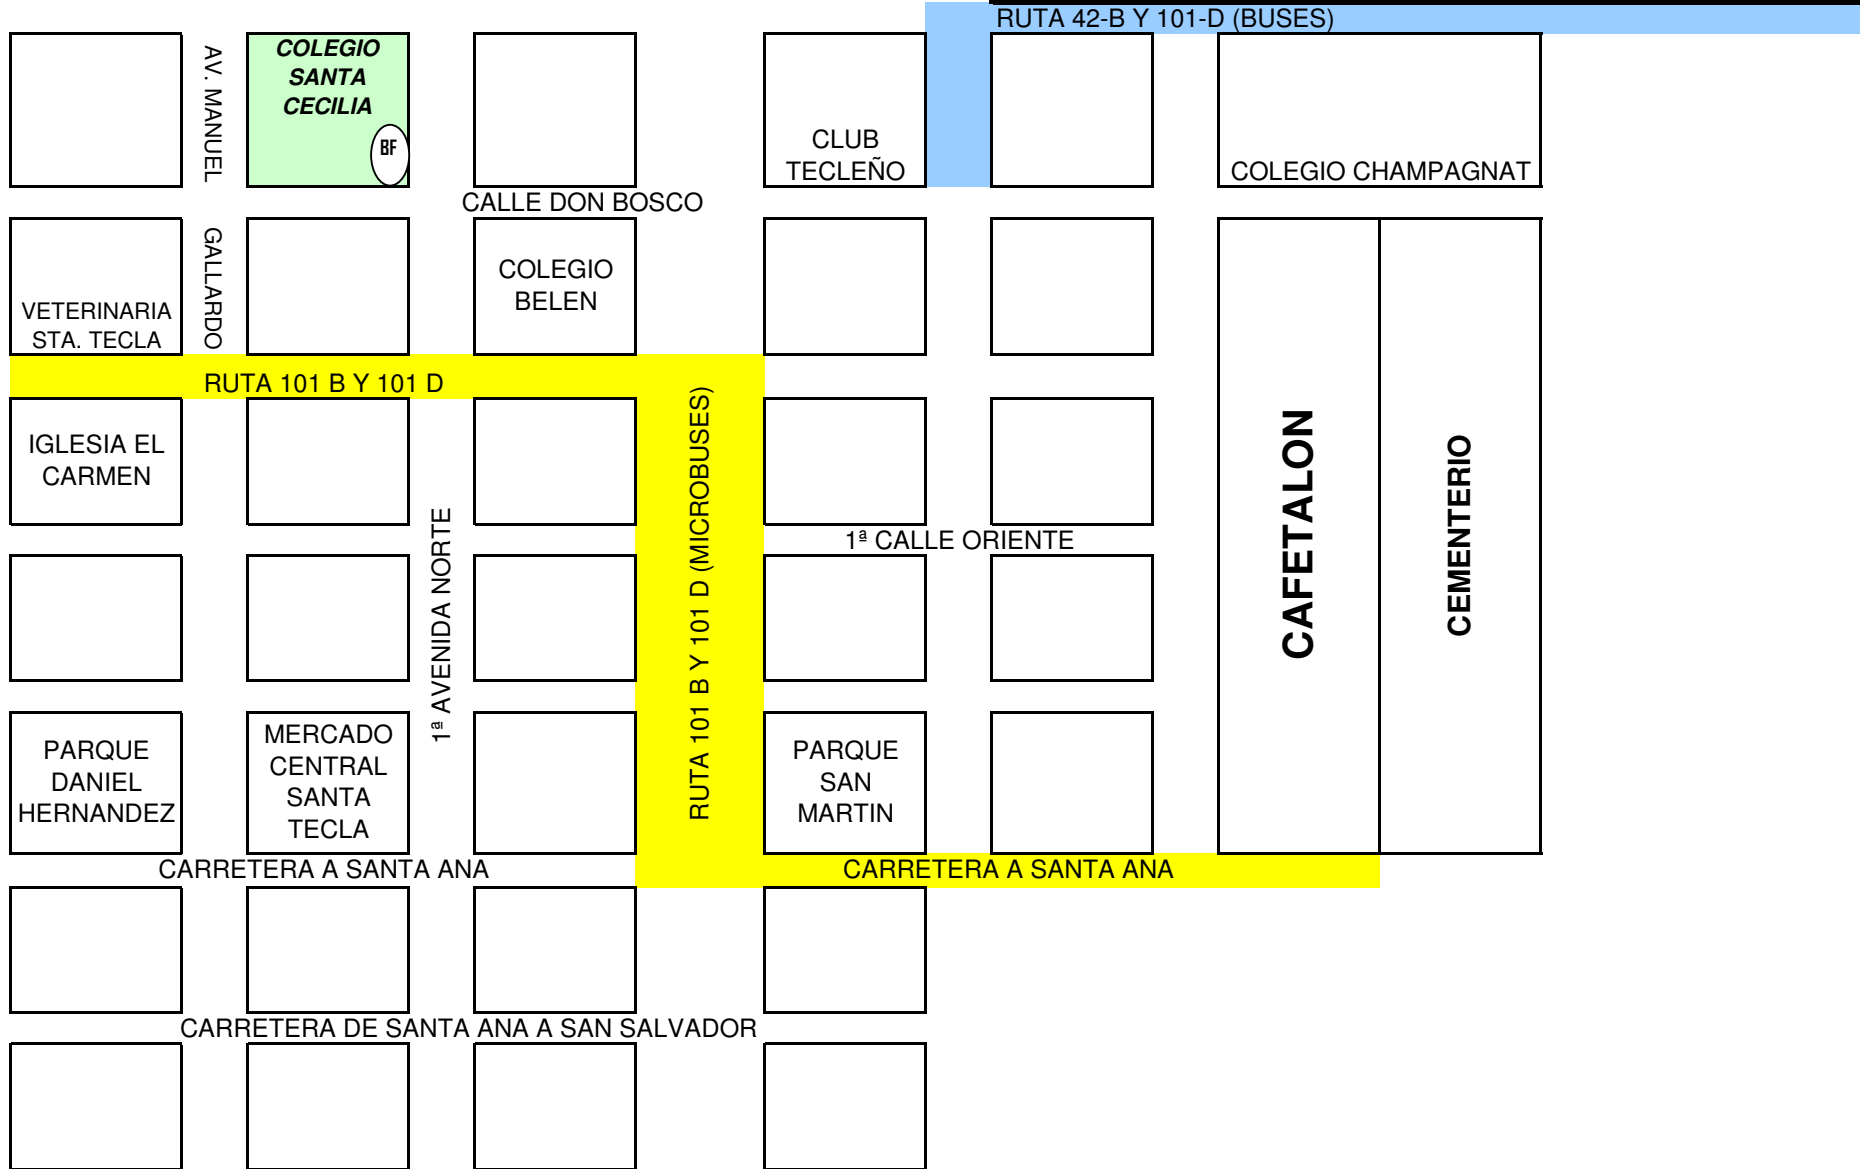 RUTA 42-B Y 101-D (BUSES)
AV. MANUEL
COLEGIO
SANTA
CECILIA
BF
CLUB
TECLEÑO
COLEGIO CHAMPAGNAT
CALLE DON BOSCO
VETERINARIA
STA. TECLA
GALLARDO
COLEGIO
BELEN
RUTA 101 B Y 101 D
RUTA 101 B Y 101 D (MICROBUSES)
IGLESIA EL
CARMEN
1ª AVENIDA NORTE
1ª CALLE ORIENTE
CAFETALON
CEMENTERIO
PARQUE
DANIEL
HERNANDEZ
MERCADO
CENTRAL
SANTA
TECLA
PARQUE
SAN
MARTIN
CARRETERA A SANTA ANA
CARRETERA A SANTA ANA
CARRETERA DE SANTA ANA A SAN SALVADOR